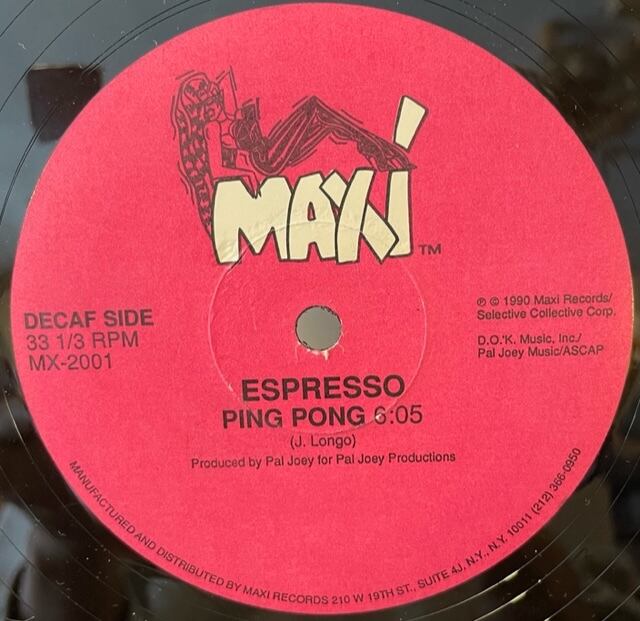 MAXI
TM
DECAF SIDE
33 1/3 RPM
MX-2001
℗ © 1990 Maxi Records/
Selective Collective Corp.
D.O.'K. Music, Inc./
Pal Joey Music/ASCAP
ESPRESSO
PING PONG 6:05
(J. Longo)
Produced by Pal Joey for Pal Joey Productions
MANUFACTURED AND DISTRIBUTED BY MAXI RECORDS 210 W 19TH ST., SUITE 4J, N.Y., N.Y. 10011 (212) 366-0950